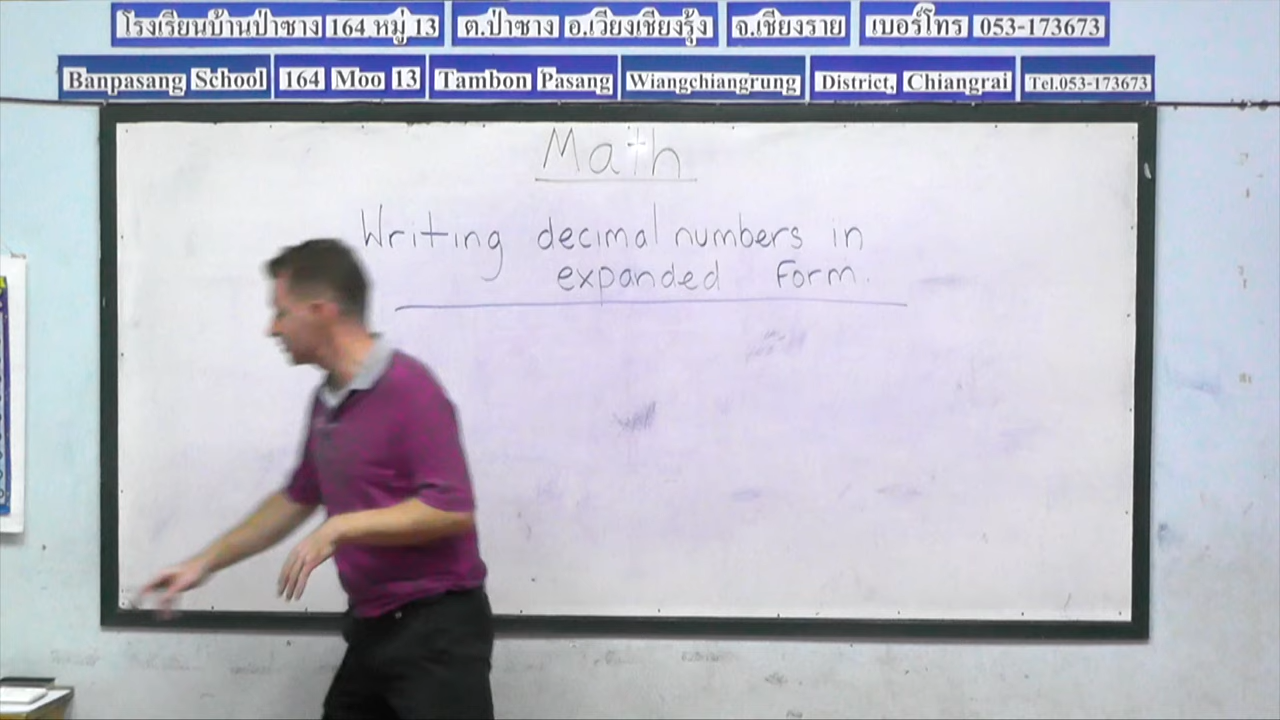 โรงเรียนบ้านป่าซาง 164 หมู่ 13 ต.ป่าซาง อ.เวียงเชียงรุ้ง จ.เชียงราย เบอร์โทร 053-173673
Banpasang School 164 Moo 13 Tambon Pasang Wiangchiangrung District, Chiangrai Tel.053-173673
Math
Writing decimal numbers in
expanded form.